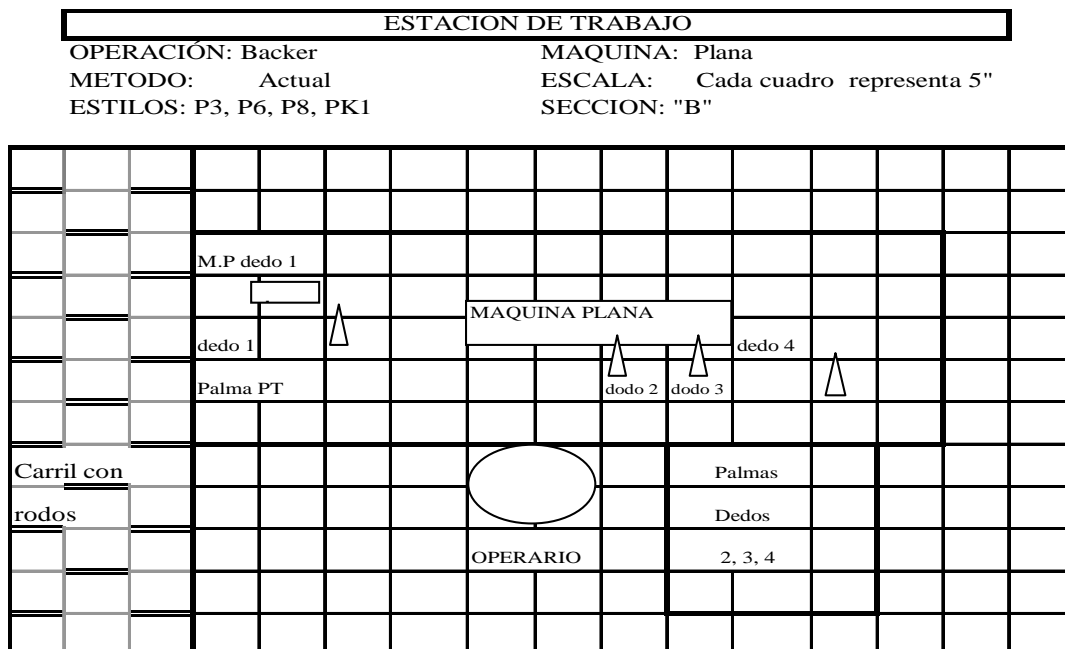 ESTACION DE TRABAJO
OPERACIÓN: Backer MAQUINA: Plana
METODO: Actual ESCALA: Cada cuadro representa 5"
ESTILOS: P3, P6, P8, PK1 SECCION: "B"
M.P dedo 1
MAQUINA PLANA
dedo 1 dedo 4
Palma PT dodo 2 dodo 3
Carril con Palmas
rodos Dedos
OPERARIO 2, 3, 4